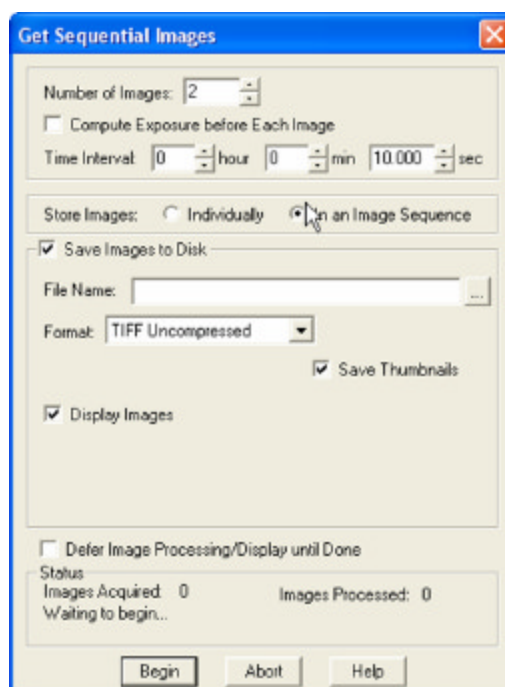 Get Sequential Images
Number of Images: 2
Compute Exposure before Each Image
Time Interval: 0 hour 0 min 10.000 sec
Store Images: Individually In an Image Sequence
Save Images to Disk
File Name: ...
Format: TIFF Uncompressed
Save Thumbnails
Display Images
Defer Image Processing/Display until Done
Status
Images Acquired: 0 Images Processed: 0
Waiting to begin...
Begin Abort Help